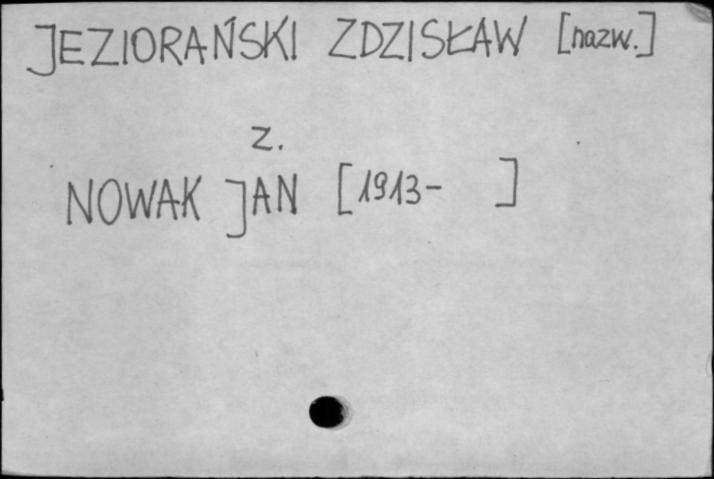 JEZIORAŃSKI ZDZISŁAW [nazw.]
z.
NOWAK JAN [1913- ]